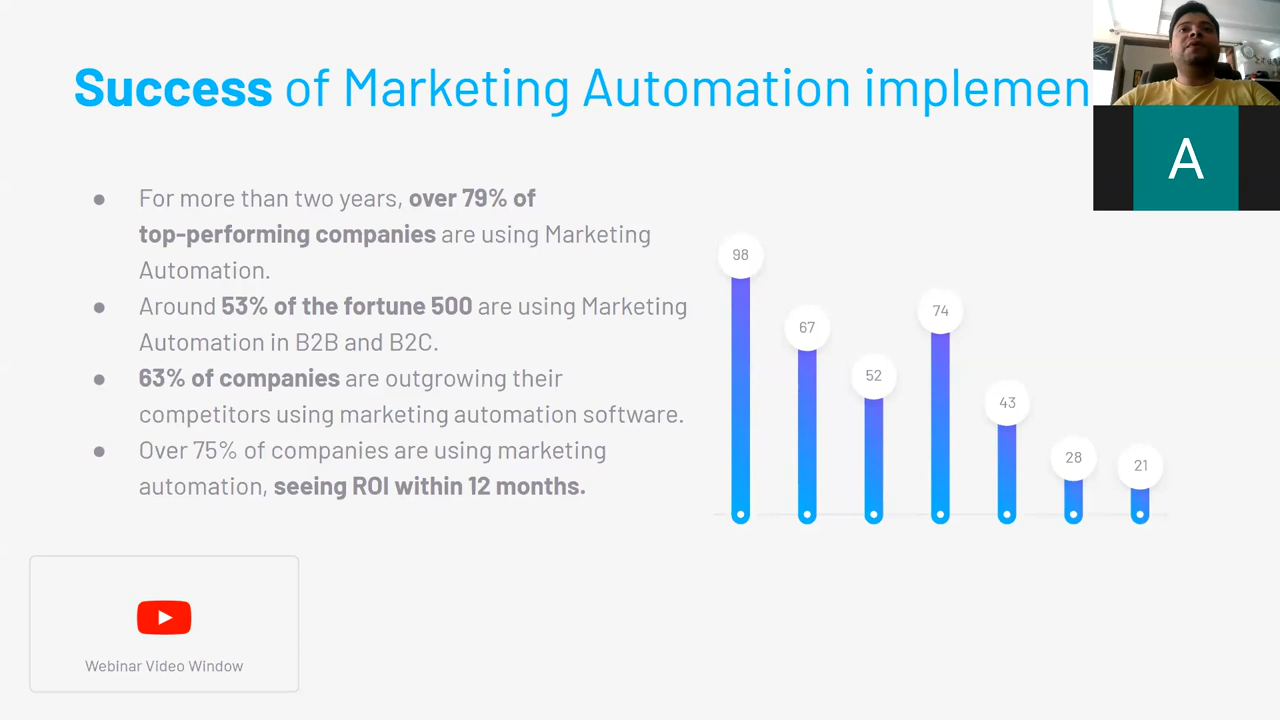 Success of Marketing Automation implemen
A
● For more than two years, over 79% of
top-performing companies are using Marketing
Automation.
● Around 53% of the fortune 500 are using Marketing
Automation in B2B and B2C.
● 63% of companies are outgrowing their
competitors using marketing automation software.
● Over 75% of companies are using marketing
automation, seeing ROI within 12 months.
98
67
52
74
43
28
21
Webinar Video Window